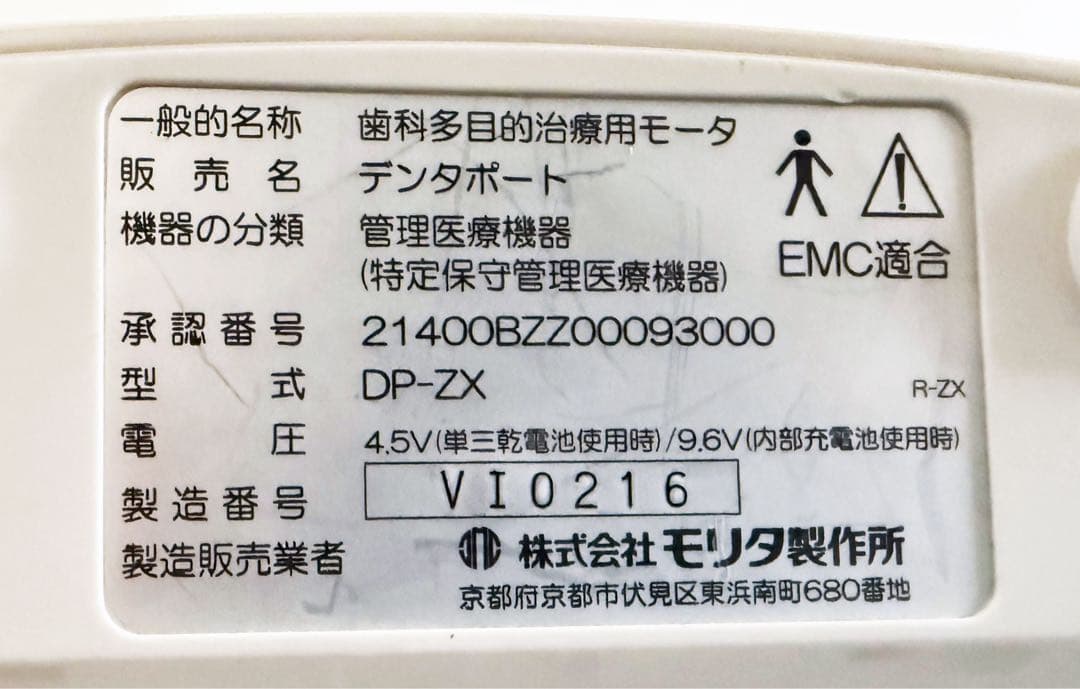 一般的名称 歯科多目的治療用モータ
販売名 デンタポート
機器の分類 管理医療機器
(特定保守管理医療機器)
EMC適合
承認番号 21400BZZ00093000
型式 DP-ZX R-ZX
電圧 4.5V(単三乾電池使用時)/9.6V(内部充電池使用時)
製造番号 VI0216
製造販売業者 株式会社モリタ製作所
京都府京都市伏見区東浜南町680番地